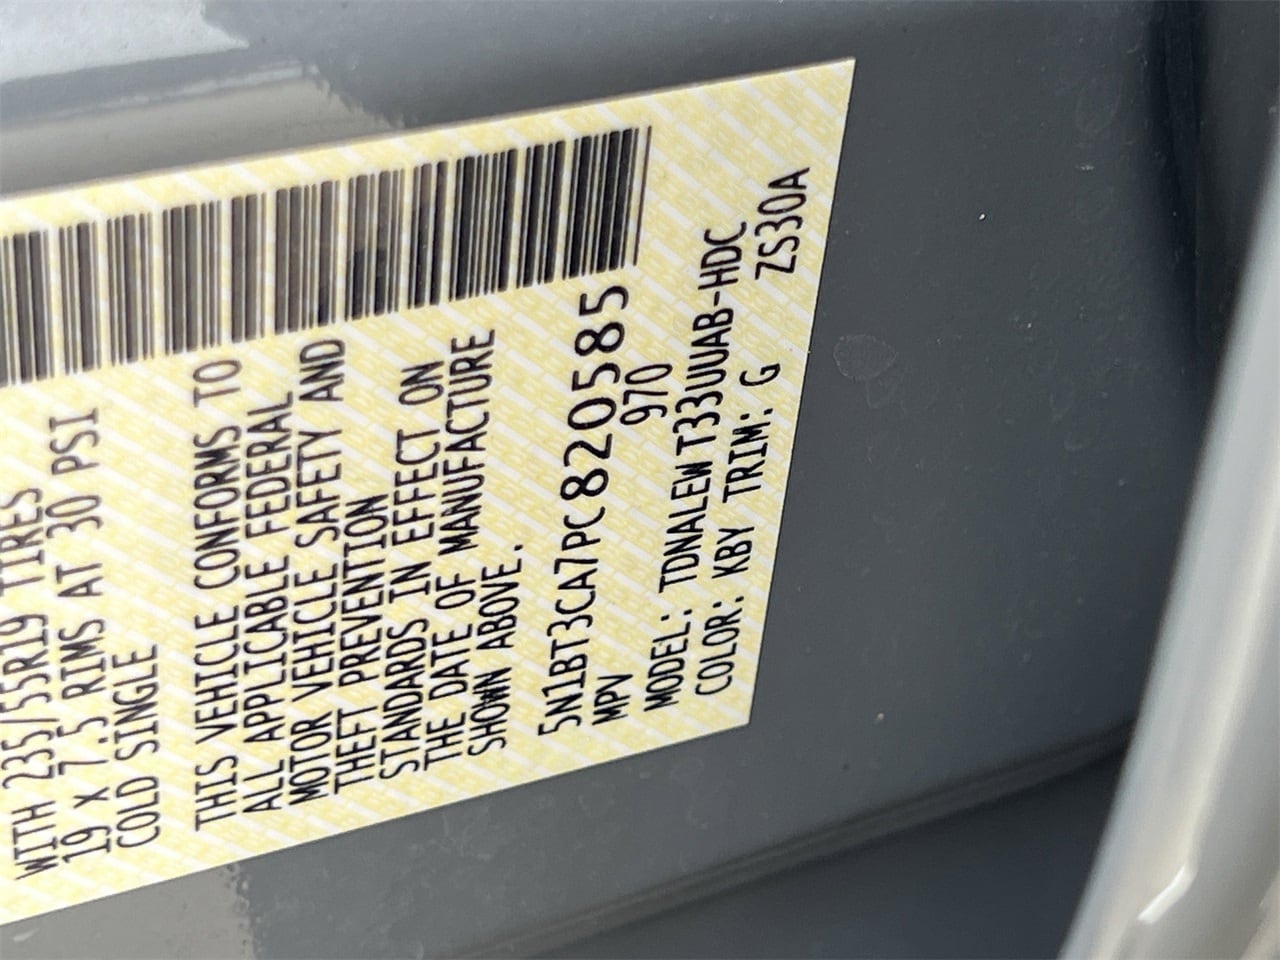 WITH 235/55R19 TIRES
19 x 7.5 RIMS AT 30 PSI
COLD SINGLE
THIS VEHICLE CONFORMS TO
ALL APPLICABLE FEDERAL
MOTOR VEHICLE SAFETY AND
THEFT PREVENTION
STANDARDS IN EFFECT ON
THE DATE OF MANUFACTURE
SHOWN ABOVE.
5N1BT3CA7PC820585
MPV 970
MODEL: TDNALEWT33UUAB-HDC
COLOR: KBY TRIM: G ZS30A